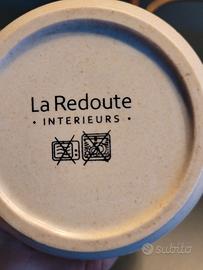 La Redoute
• INTERIEURS •
subito